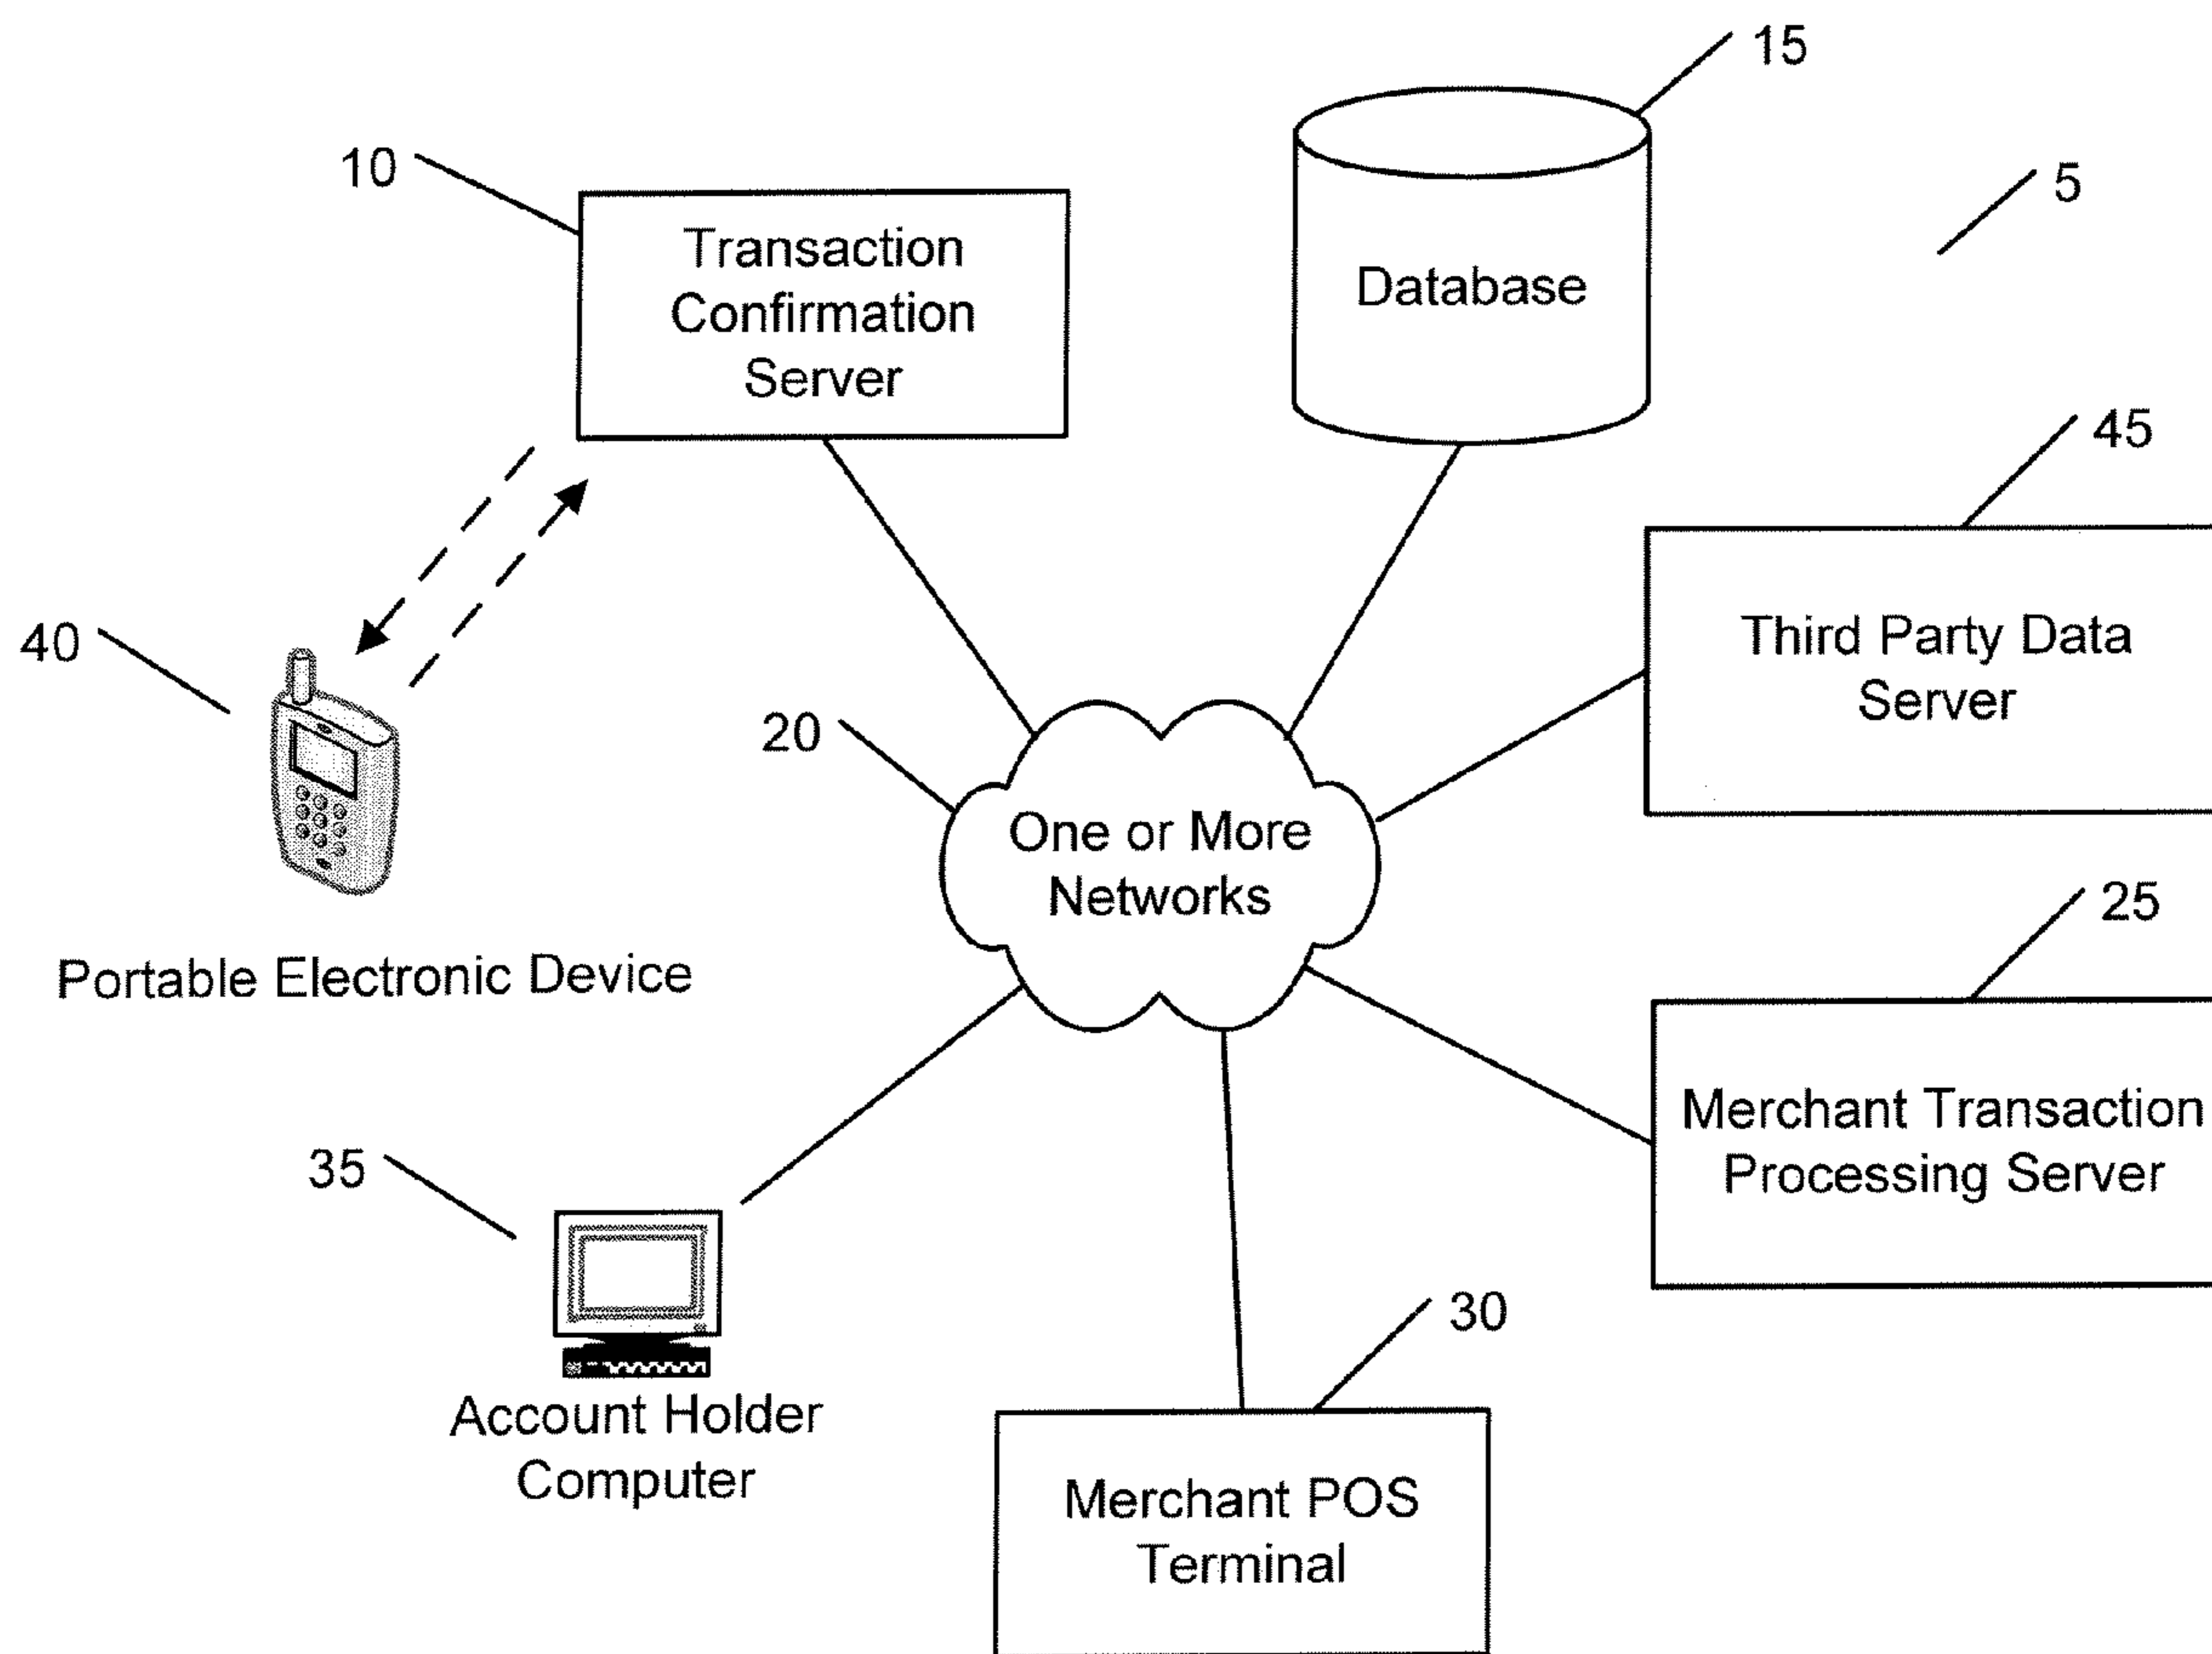 15
10
5
Transaction
Confirmation
Server
Database
45
40
Third Party Data
Server
20
One or More
Networks
25
Portable Electronic Device
Merchant Transaction
Processing Server
35
30
Account Holder
Computer
Merchant POS
Terminal